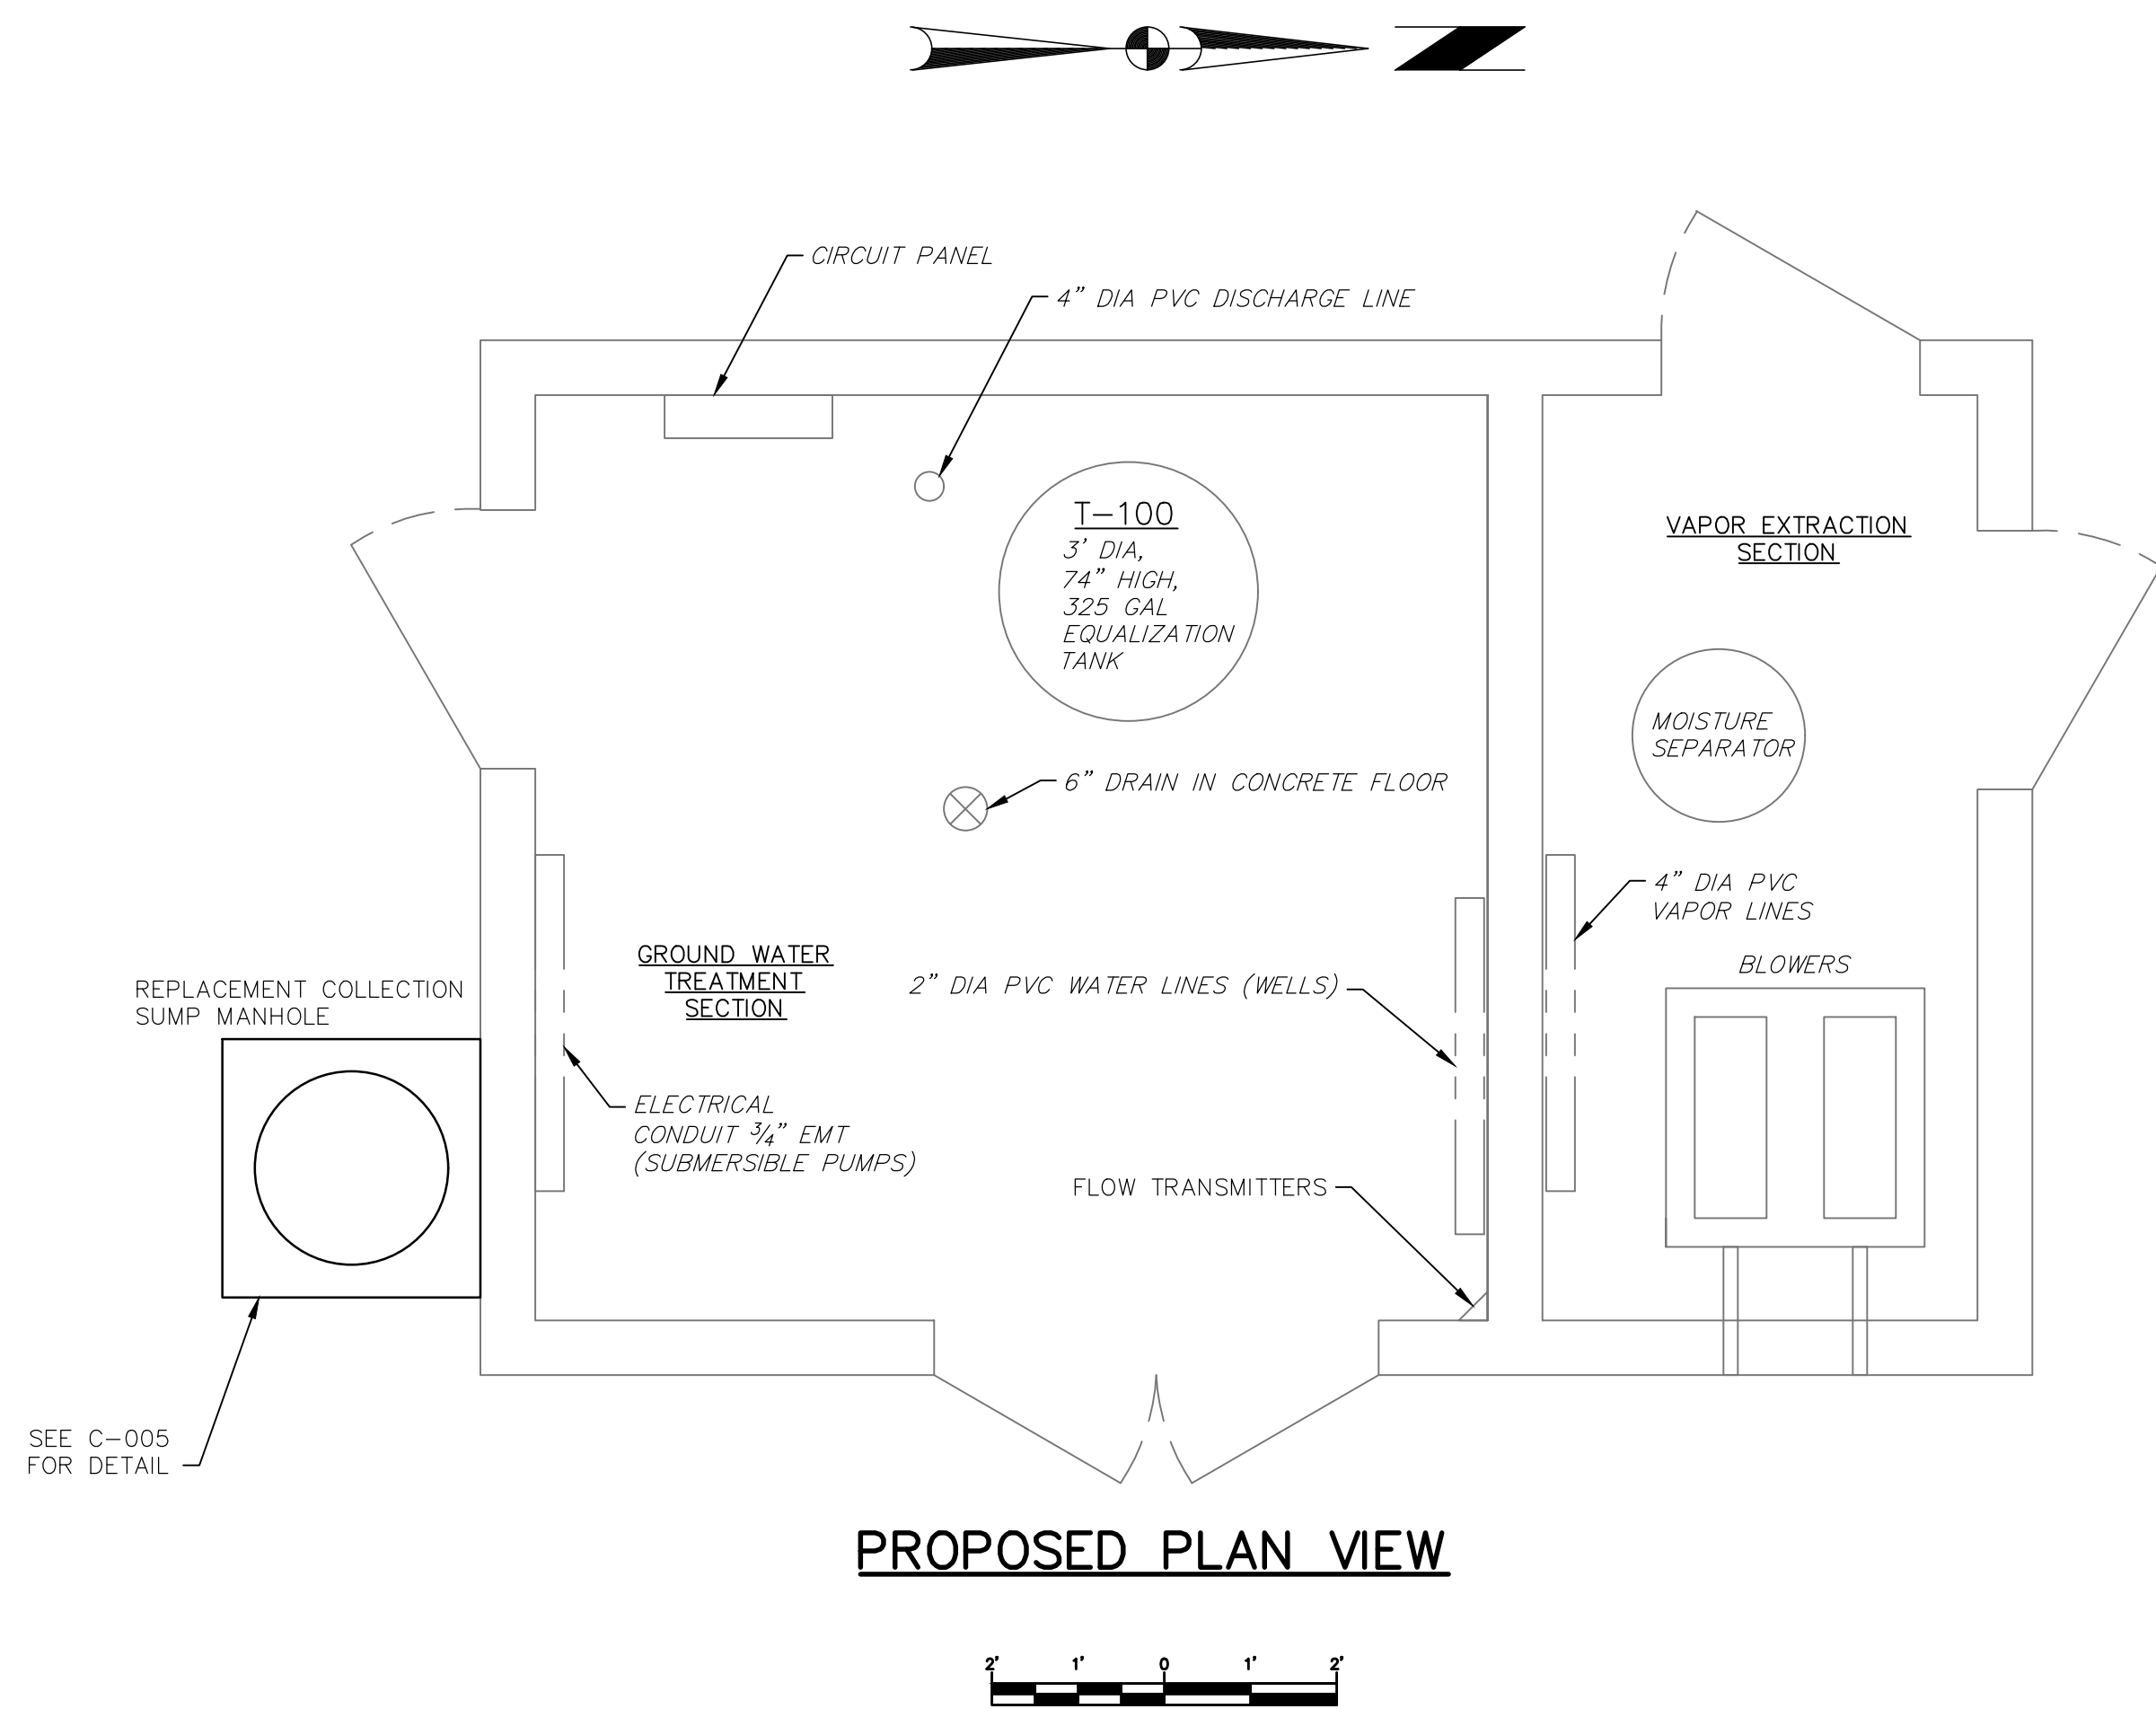 N
CIRCUIT PANEL
4" DIA PVC DISCHARGE LINE
T-100
3' DIA,
74" HIGH,
325 GAL
EQUALIZATION
TANK
VAPOR EXTRACTION
SECTION
MOISTURE
SEPARATOR
6" DRAIN IN CONCRETE FLOOR
4" DIA PVC
VAPOR LINES
BLOWERS
GROUND WATER
TREATMENT
SECTION
2" DIA PVC WATER LINES (WELLS)
REPLACEMENT COLLECTION
SUMP MANHOLE
ELECTRICAL
CONDUIT 3/4" EMT
(SUBMERSIBLE PUMPS)
FLOW TRANSMITTERS
SEE C-005
FOR DETAIL
PROPOSED PLAN VIEW
2' 1' 0 1' 2'